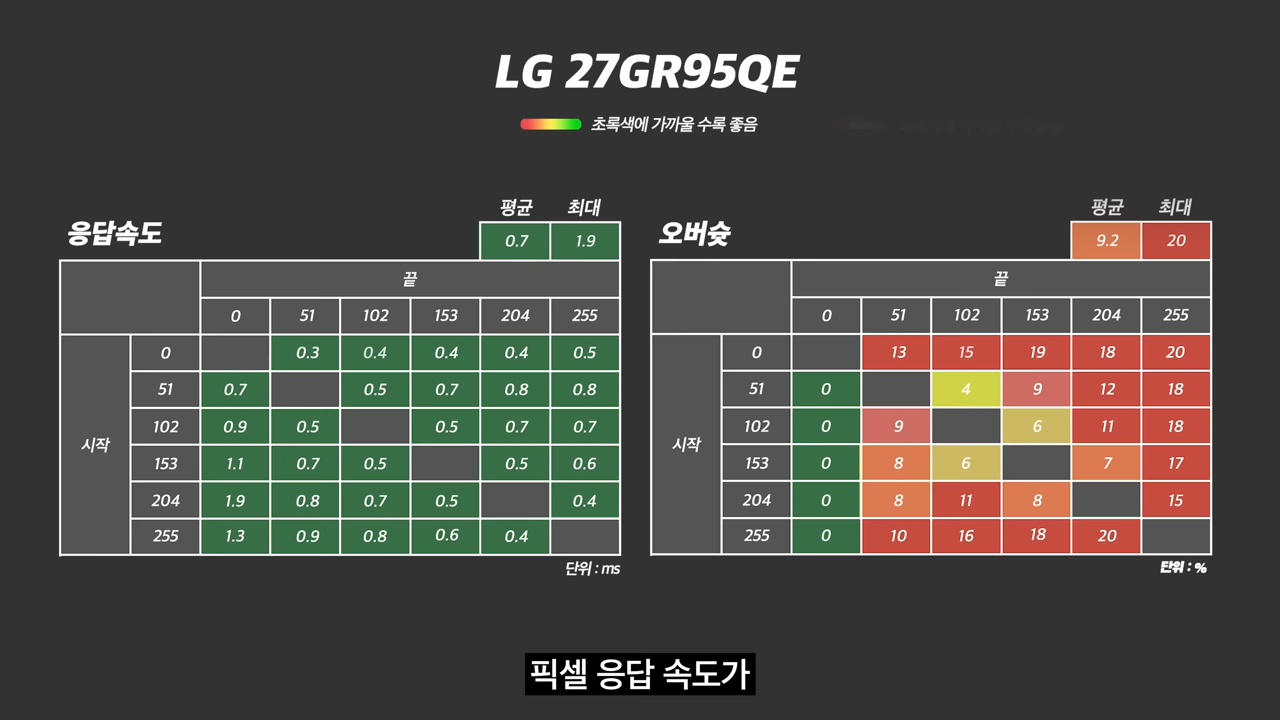 LG 27GR95QE
초록색에 가까울 수록 좋음
응답속도 평균 최대
0.7 1.9
끝
0 51 102 153 204 255
시작
0 0.3 0.4 0.4 0.4 0.5
51 0.7 0.5 0.7 0.8 0.8
102 0.9 0.5 0.5 0.7 0.7
153 1.1 0.7 0.5 0.5 0.6
204 1.9 0.8 0.7 0.5 0.4
255 1.3 0.9 0.8 0.6 0.4
단위 : ms
오버슛 평균 최대
9.2 20
끝
0 51 102 153 204 255
시작
0 13 15 19 18 20
51 0 4 9 12 18
102 0 9 6 11 18
153 0 8 6 7 17
204 0 8 11 8 15
255 0 10 16 18 20
단위 : %
픽셀 응답 속도가